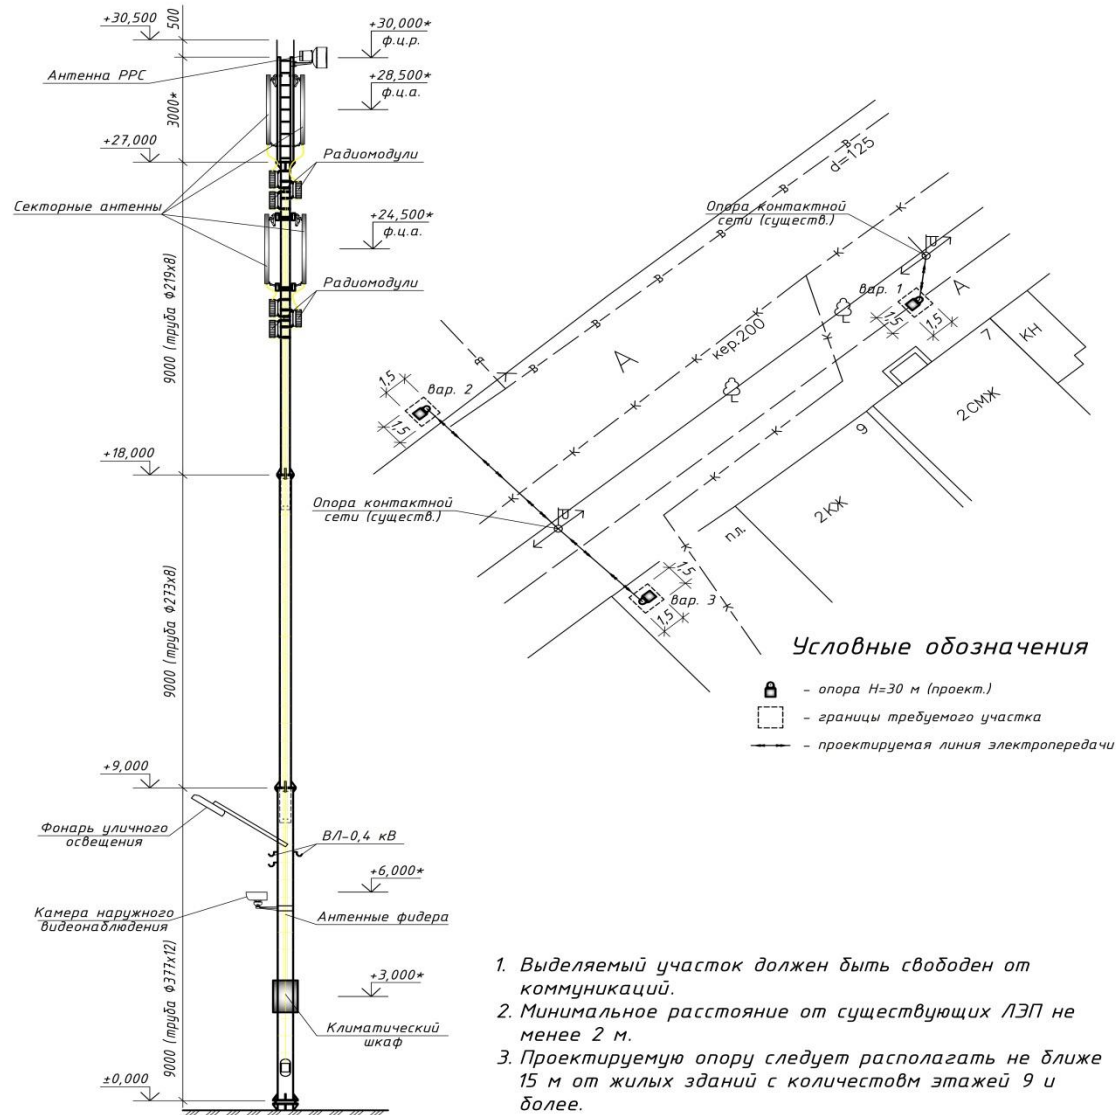 +30,500
500
+30,000*
ф.ц.р.
Антенна РРС
+28,500*
ф.ц.а.
3000*
+27,000
Радиомодули
Секторные антенны
+24,500*
ф.ц.а.
Радиомодули
9000 (труба ф219х8)
+18,000
9000 (труба ф273х8)
+9,000
Фонарь уличного
освещения
ВЛ-0,4 кВ
+6,000*
Камера наружного
видеонаблюдения
Антенные фидера
+3,000*
Климатический
шкаф
9000 (труба ф377х12)
±0,000
В
d=125
К
Опора контактной
сети (существ.)
В
К
вар. 1
А
1,5
1,5
В
К
В
А
кер.200
К
К
7
КН
В
В
1,5
вар. 2
1,5
К
2СМЖ
К
9
К
К
Опора контактной
сети (существ.)
2КЖ
пл.
К
1,5
вар. 3
К
1,5
Условные обозначения
- опора Н=30 м (проект.)
- границы требуемого участка
- проектируемая линия электропередачи
1. Выделяемый участок должен быть свободен от
коммуникаций.
2. Минимальное расстояние от существующих ЛЭП не
менее 2 м.
3. Проектируемую опору следует располагать не ближе
15 м от жилых зданий с количестовм этажей 9 и
более.